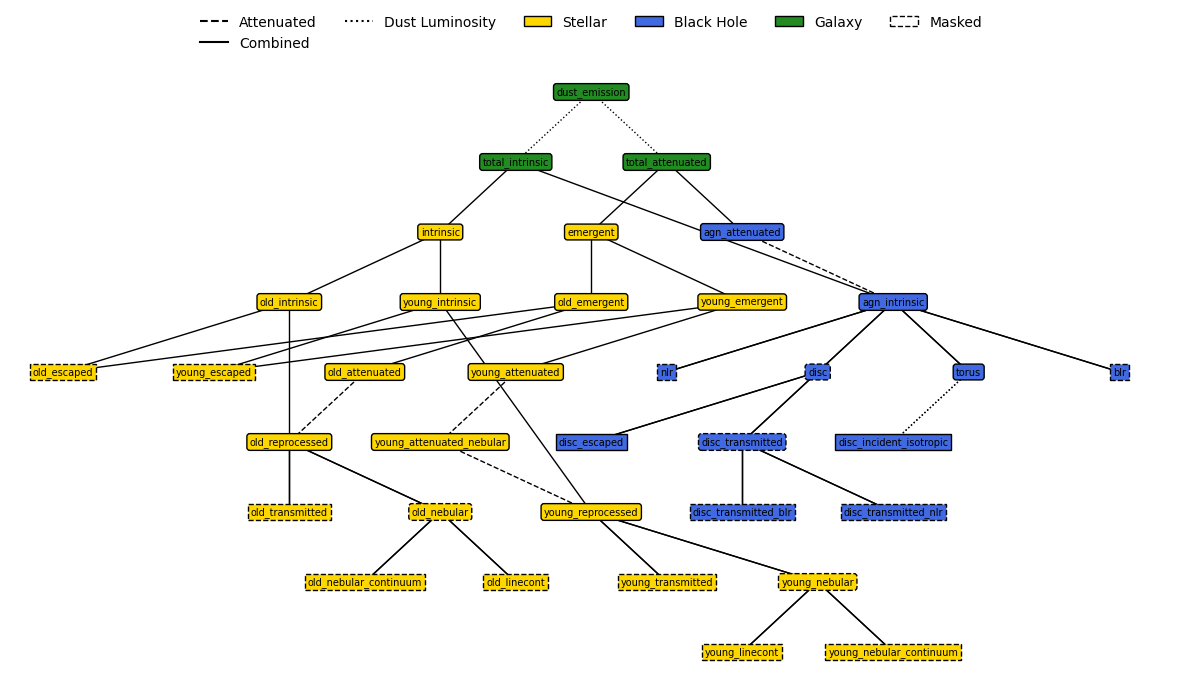 Attenuated
Dust Luminosity
Stellar
Black Hole
Galaxy
Masked
Combined
dust_emission
total_intrinsic
total_attenuated
intrinsic
emergent
agn_attenuated
old_intrinsic
young_intrinsic
old_emergent
young_emergent
agn_intrinsic
old_escaped
young_escaped
old_attenuated
young_attenuated
nlr
disc
torus
blr
old_reprocessed
young_attenuated_nebular
disc_escaped
disc_transmitted
disc_incident_isotropic
old_transmitted
old_nebular
young_reprocessed
disc_transmitted_blr
disc_transmitted_nlr
old_nebular_continuum
old_linecont
young_transmitted
young_nebular
young_linecont
young_nebular_continuum